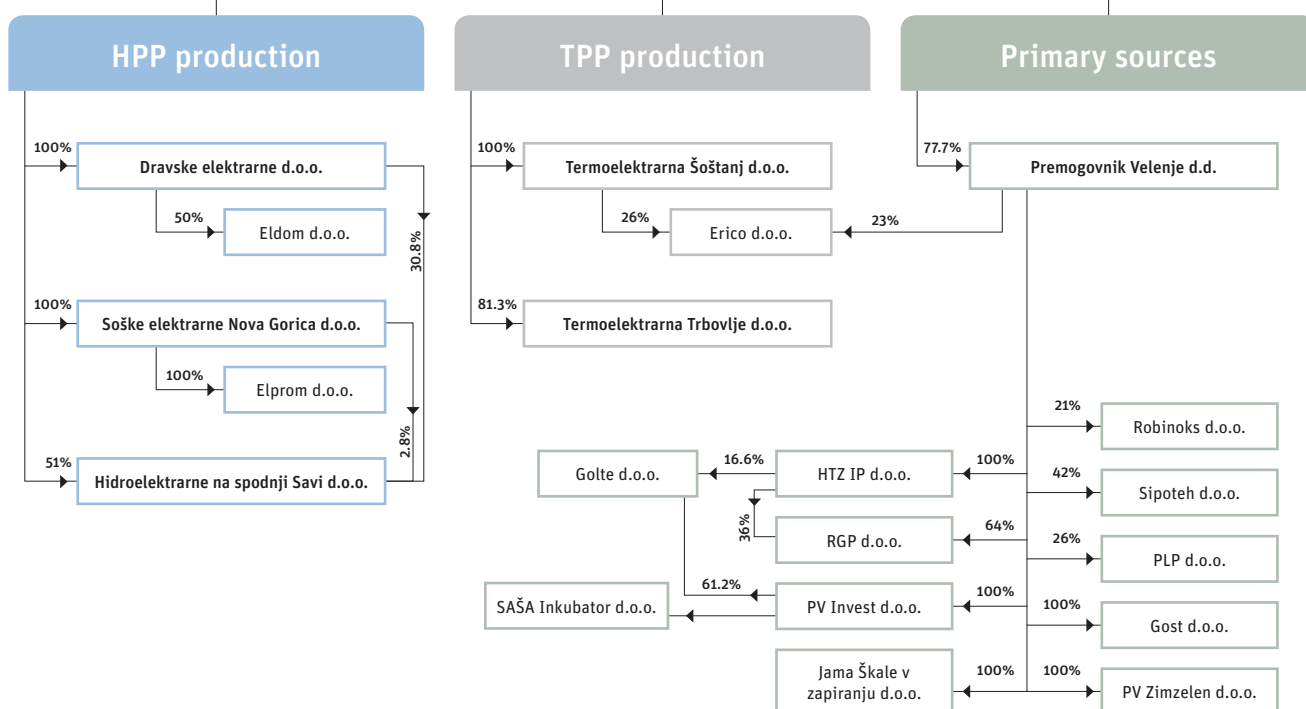 HPP production
TPP production
Primary sources
100%
Dravske elektrarne d.o.o.
50%
Eldom d.o.o.
30.8%
100%
Soške elektrarne Nova Gorica d.o.o.
100%
Elprom d.o.o.
2.8%
51%
Hidroelektrarne na spodnji Savi d.o.o.
100%
Termoelektrarna Šoštanj d.o.o.
26%
Erico d.o.o.
23%
81.3%
Termoelektrarna Trbovlje d.o.o.
77.7%
Premogovnik Velenje d.d.
21%
Robinoks d.o.o.
Golte d.o.o.
16.6%
HTZ IP d.o.o.
100%
42%
Sipoteh d.o.o.
36%
RGP d.o.o.
64%
26%
PLP d.o.o.
61.2%
SAŠA Inkubator d.o.o.
PV Invest d.o.o.
100%
100%
Gost d.o.o.
Jama Škale v
zapiranju d.o.o.
100%
100%
PV Zimzelen d.o.o.